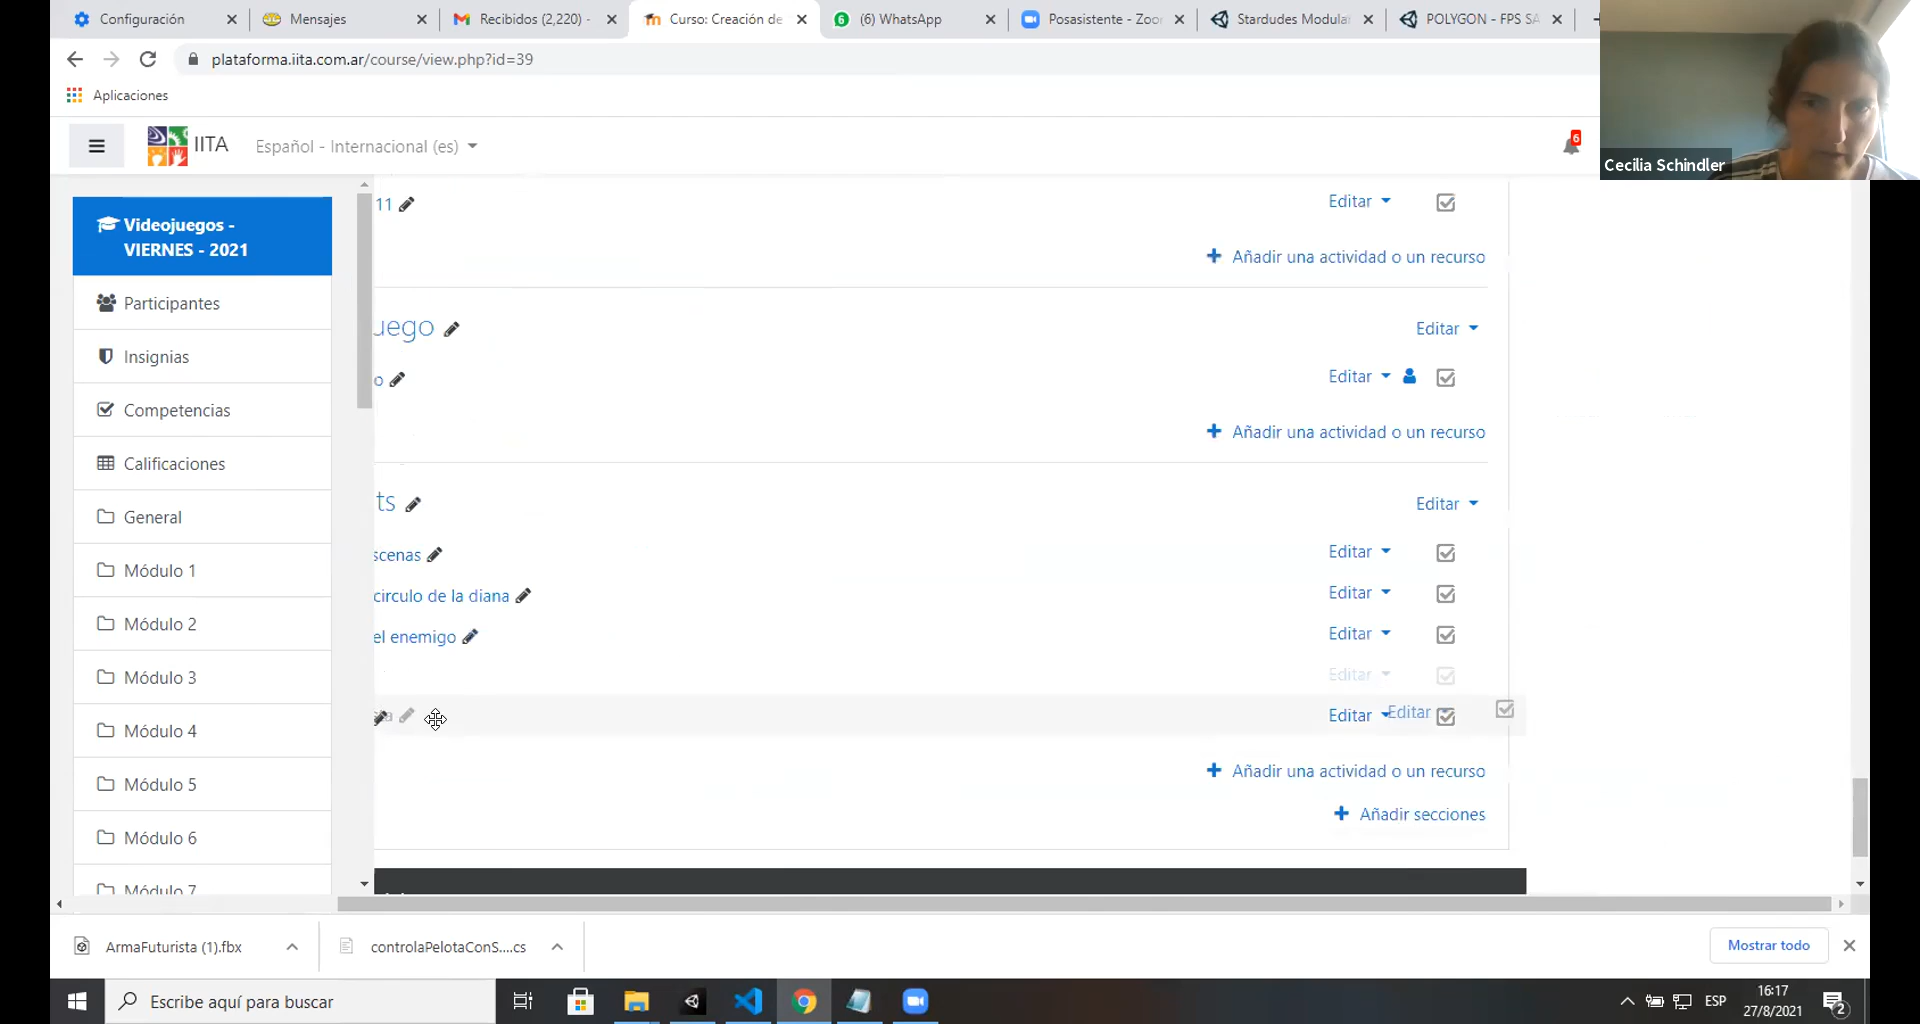 Configuración
Mensajes
Recibidos (2,220) -
Curso: Creación de
(6) WhatsApp
Posasistente - Zoo
Stardudes Modula
POLYGON - FPS SA
plataforma.iita.com.ar/course/view.php?id=39
Aplicaciones
IITA
Español - Internacional (es)
6
Cecilia Schindler
Videojuegos -
VIERNES - 2021
Participantes
Insignias
Competencias
Calificaciones
General
Módulo 1
Módulo 2
Módulo 3
Módulo 4
Módulo 5
Módulo 6
Módulo 7
11
Editar
Añadir una actividad o un recurso
uego
Editar
o
Editar
Añadir una actividad o un recurso
ts
Editar
scenas
Editar
circulo de la diana
Editar
el enemigo
Editar
Editar
Editar
Editar
Añadir una actividad o un recurso
Añadir secciones
ArmaFuturista (1).fbx
controlaPelotaConS....cs
Mostrar todo
Escribe aquí para buscar
ESP
16:17
27/8/2021
2